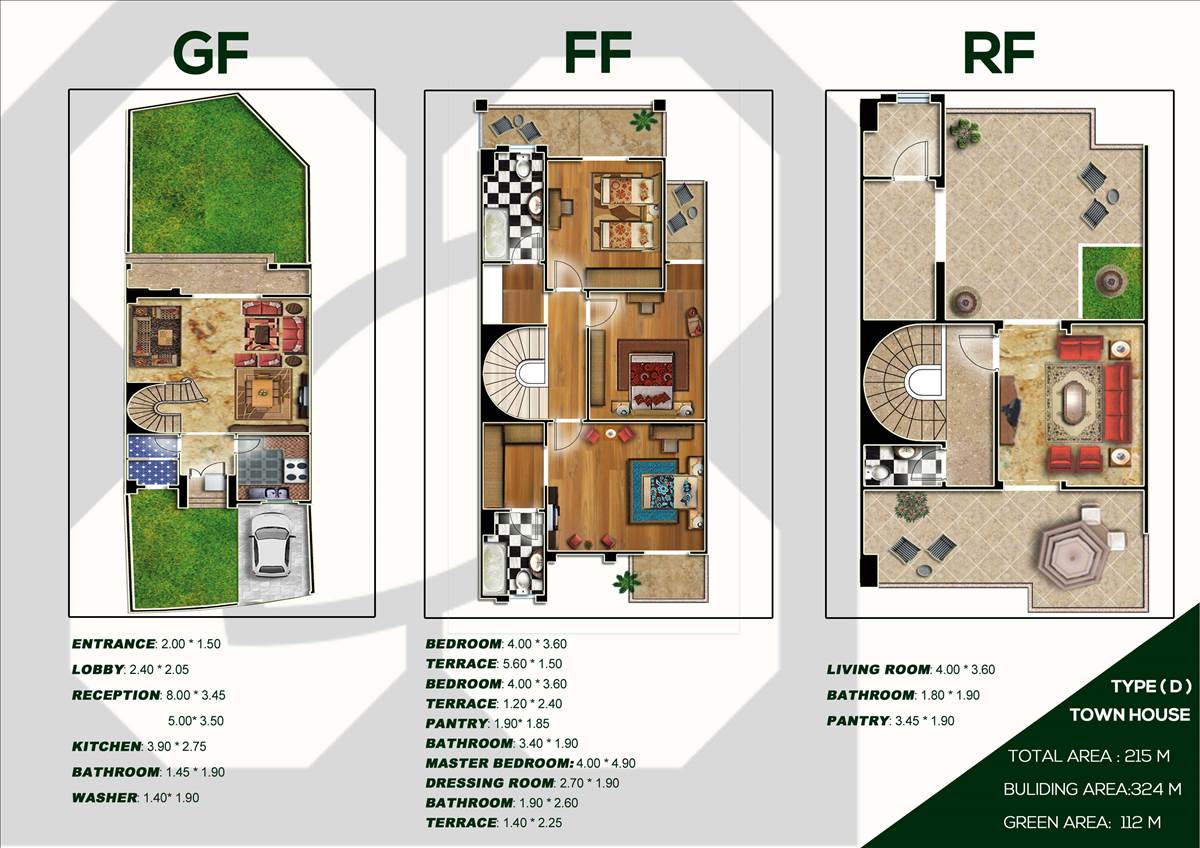 GF
FF
RF
ENTRANCE: 2.00 * 1.50
LOBBY: 2.40 * 2.05
RECEPTION: 8.00 * 3.45
5.00* 3.50
KITCHEN: 3.90 * 2.75
BATHROOM: 1.45 * 1.90
WASHER: 1.40* 1.90
BEDROOM: 4.00 * 3.60
TERRACE: 5.60 * 1.50
BEDROOM: 4.00 * 3.60
TERRACE: 1.20 * 2.40
PANTRY: 1.90* 1.85
BATHROOM: 3.40 * 1.90
MASTER BEDROOM: 4.00 * 4.90
DRESSING ROOM: 2.70 * 1.90
BATHROOM: 1.90 * 2.60
TERRACE: 1.40 * 2.25
LIVING ROOM: 4.00 * 3.60
BATHROOM: 1.80 * 1.90
PANTRY: 3.45 * 1.90
TYPE ( D )
TOWN HOUSE
TOTAL AREA : 215 M
BULIDING AREA:324 M
GREEN AREA: 112 M